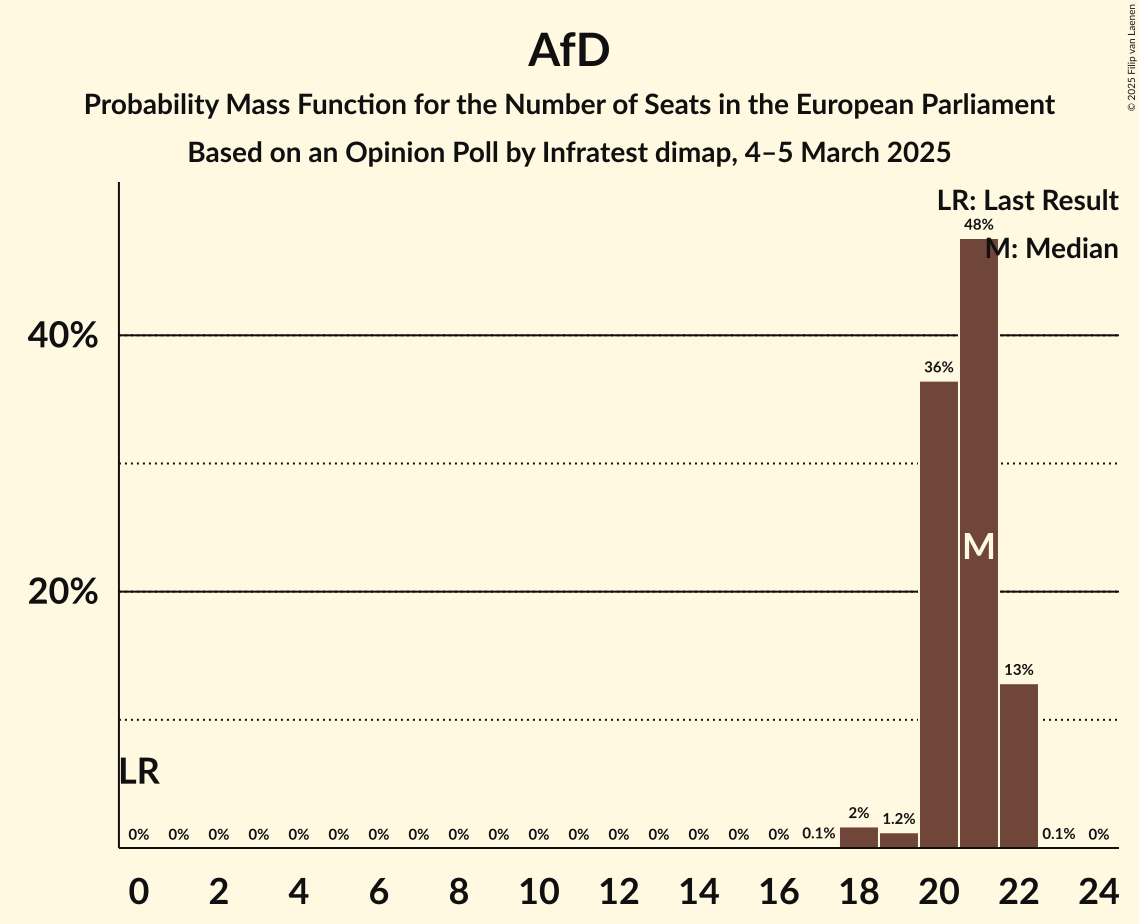 AfD
Probability Mass Function for the Number of Seats in the European Parliament
Based on an Opinion Poll by Infratest dimap, 4–5 March 2025
© 2025 Filip van Laenen
LR: Last Result
M: Median
48%
40%
36%
M
20%
13%
LR
0% 0% 0% 0% 0% 0% 0% 0% 0% 0% 0% 0% 0% 0% 0% 0% 0% 0.1% 2% 1.2% 0.1% 0%
0 2 4 6 8 10 12 14 16 18 20 22 24